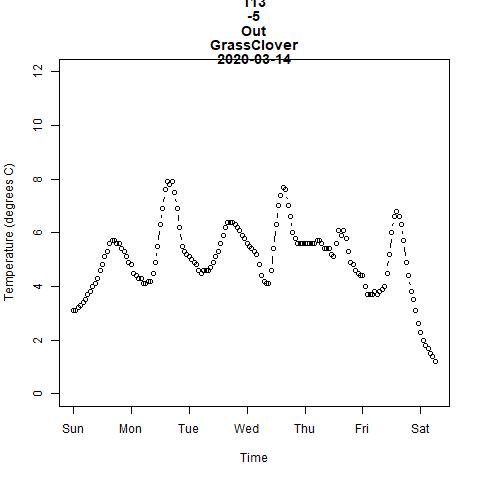 T13
-5
Out
GrassClover
2020-03-14
Temperature (degrees C)
12
10
8
6
4
2
0
Sun Mon Tue Wed Thu Fri Sat
Time